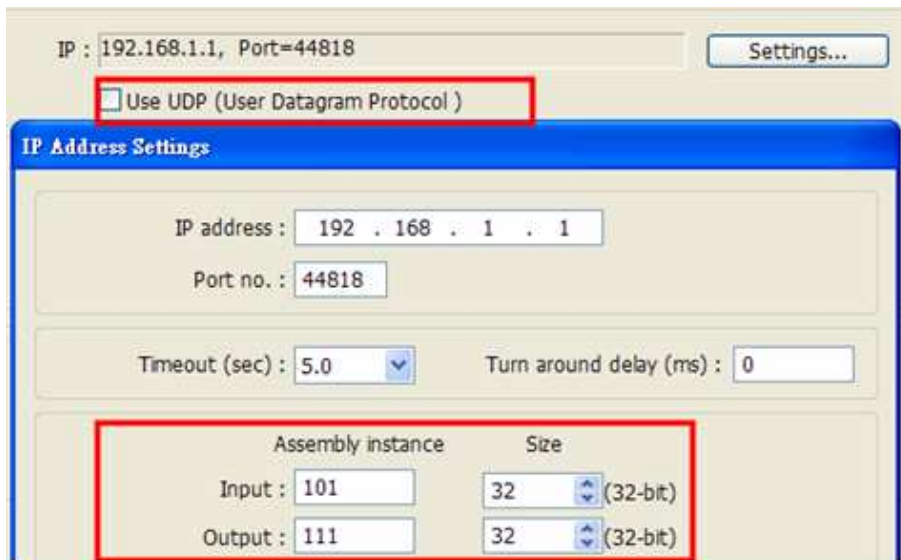 IP : 192.168.1.1, Port=44818 Settings...
Use UDP (User Datagram Protocol )
IP Address Settings
IP address : 192 . 168 . 1 . 1
Port no. : 44818
Timeout (sec) : 5.0 Turn around delay (ms) : 0
Assembly instance Size
Input : 101 32 (32-bit)
Output : 111 32 (32-bit)